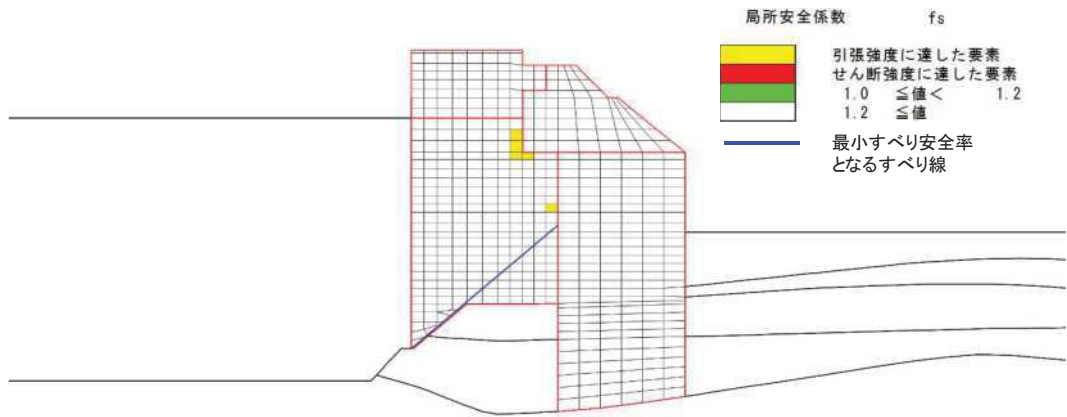 局所安全係数 fs
引張強度に達した要素
せん断強度に達した要素
1.0 ≦値< 1.2
1.2 ≦値
最小すべり安全率
となるすべり線